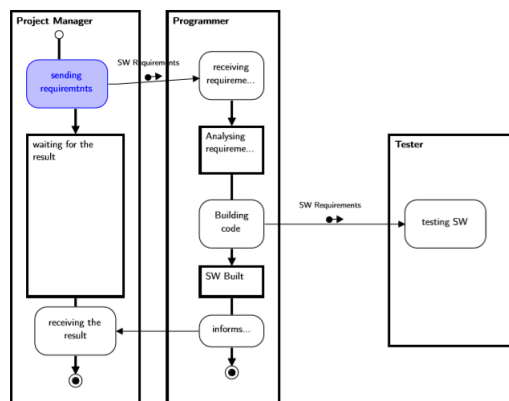 Project Manager
Programmer
SW Requirements
sending
requiremtnts
receiving
requireme...
waiting for the
result
Analysing
requireme...
Tester
SW Requirements
Building
code
testing SW
SW Built
receiving the
result
informs...